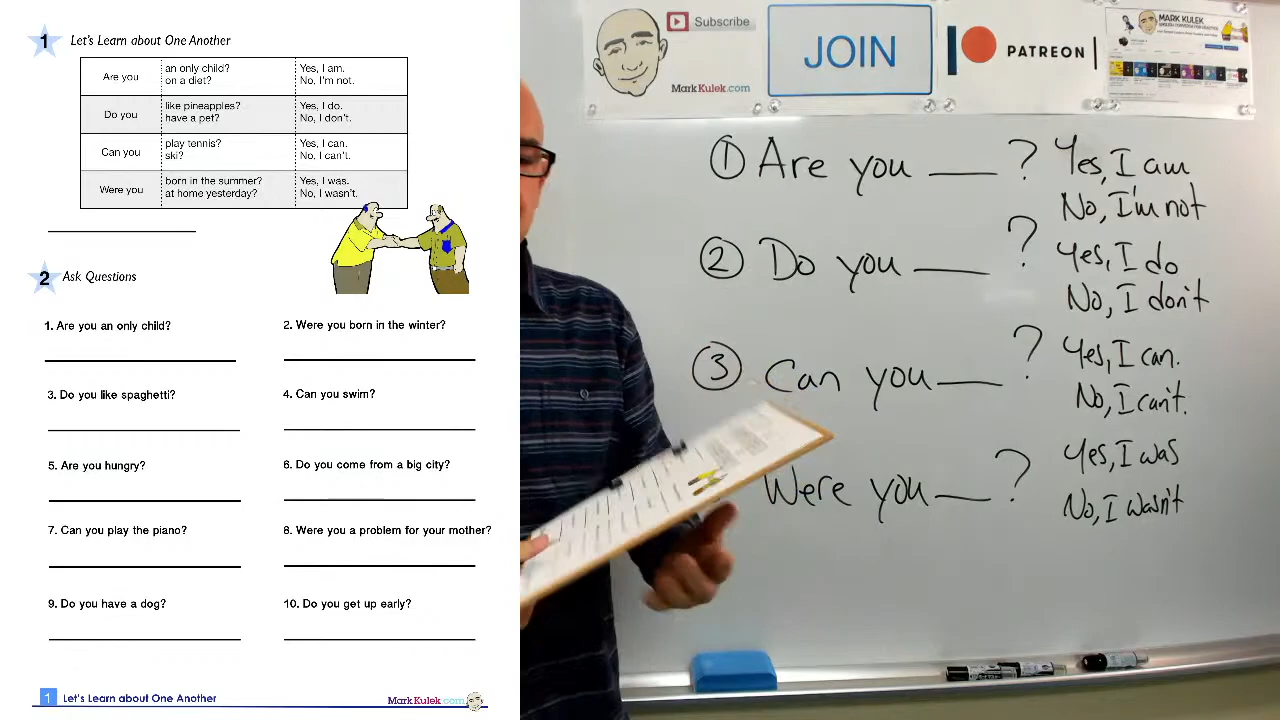 1 Let's Learn about One Another
Are you
an only child?
on a diet?
Yes, I am.
No, I'm not.
Do you
like pineapples?
have a pet?
Yes, I do.
No, I don't.
Can you
play tennis?
ski?
Yes, I can.
No, I can't.
Were you
born in the summer?
at home yesterday?
Yes, I was.
No, I wasn't.
2 Ask Questions
1. Are you an only child?
2. Were you born in the winter?
3. Do you like spaghetti?
4. Can you swim?
5. Are you hungry?
6. Do you come from a big city?
7. Can you play the piano?
8. Were you a problem for your mother?
9. Do you have a dog?
10. Do you get up early?
1 Let's Learn about One Another
MarkKulek.com
Subscribe
MarkKulek.com
JOIN
PATREON
MARK KULEK
① Are you ____ ?
Yes, I am
No, I'm not
② Do you ____ ?
Yes, I do
No, I don't
③ Can you ____ ?
Yes, I can.
No, I can't.
Were you ____ ?
Yes, I was
No, I wasn't